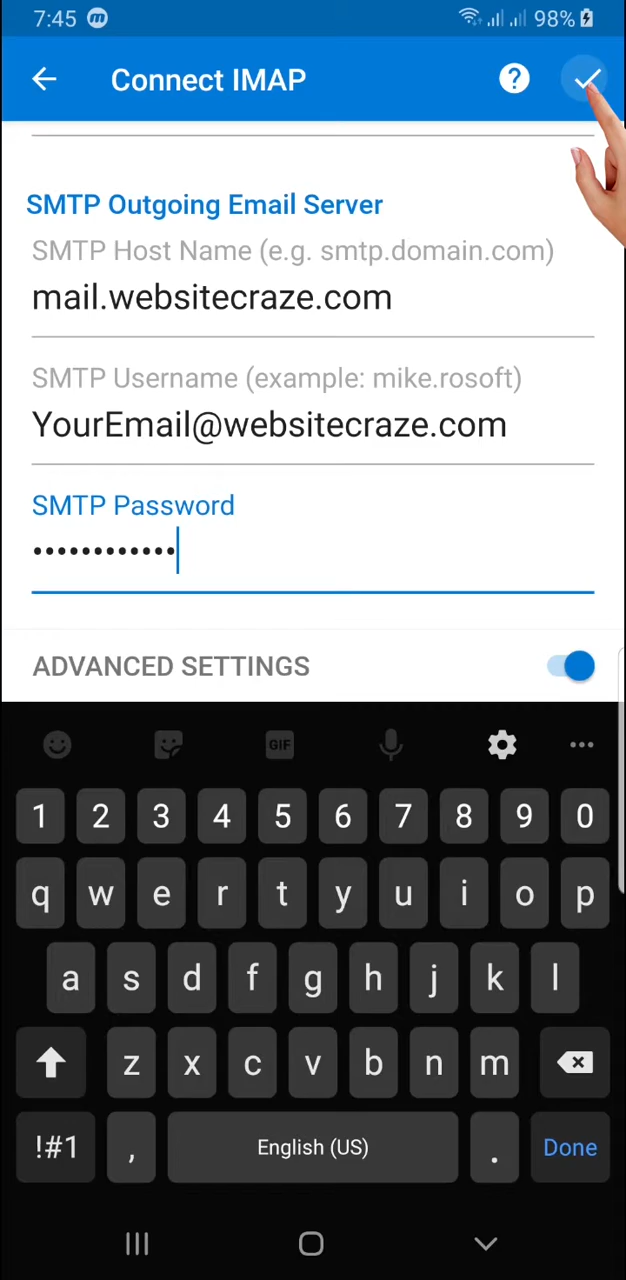 7:45 m 98%
Connect IMAP ?
SMTP Outgoing Email Server
SMTP Host Name (e.g. smtp.domain.com)
mail.websitecraze.com
SMTP Username (example: mike.rosoft)
YourEmail@websitecraze.com
SMTP Password
••••••••••••
ADVANCED SETTINGS
GIF
1 2 3 4 5 6 7 8 9 0
q w e r t y u i o p
a s d f g h j k l
z x c v b n m
!#1 , English (US) . Done